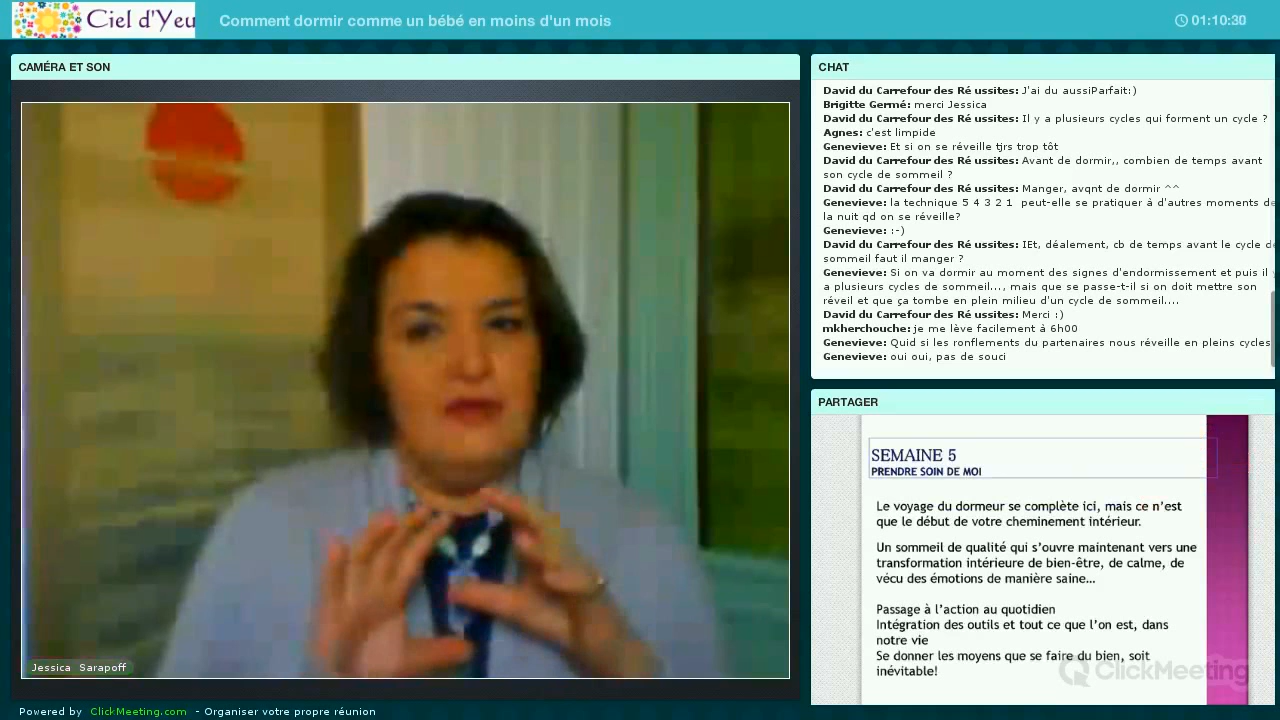 Ciel d'Yeu
Comment dormir comme un bébé en moins d'un mois
01:10:30
CAMÉRA ET SON
Jessica Sarapoff
CHAT
David du Carrefour des Ré ussites: J'ai du aussiParfait:)
Brigitte Germé: merci Jessica
David du Carrefour des Ré ussites: Il y a plusieurs cycles qui forment un cycle ?
Agnes: c'est limpide
Genevieve: Et si on se réveille tjrs trop tôt
David du Carrefour des Ré ussites: Avant de dormir,, combien de temps avant
son cycle de sommeil ?
David du Carrefour des Ré ussites: Manger, avqnt de dormir ^^
Genevieve: la technique 5 4 3 2 1 peut-elle se pratiquer à d'autres moments de
la nuit qd on se réveille?
Genevieve: :-)
David du Carrefour des Ré ussites: IEt, déalement, cb de temps avant le cycle de
sommeil faut il manger ?
Genevieve: Si on va dormir au moment des signes d'endormissement et puis il y
a plusieurs cycles de sommeil..., mais que se passe-t-il si on doit mettre son
réveil et que ça tombe en plein milieu d'un cycle de sommeil....
David du Carrefour des Ré ussites: Merci :)
mkherchouche: je me lève facilement à 6h00
Genevieve: Quid si les ronflements du partenaires nous réveille en pleins cycles
Genevieve: oui oui, pas de souci
PARTAGER
SEMAINE 5
PRENDRE SOIN DE MOI
Le voyage du dormeur se complète ici, mais ce n'est
que le début de votre cheminement intérieur.
Un sommeil de qualité qui s'ouvre maintenant vers une
transformation intérieure de bien-être, de calme, de
vécu des émotions de manière saine…
Passage à l'action au quotidien
Intégration des outils et tout ce que l'on est, dans
notre vie
Se donner les moyens que se faire du bien, soit
inévitable!
ClickMeeting
Powered by ClickMeeting.com - Organiser votre propre réunion